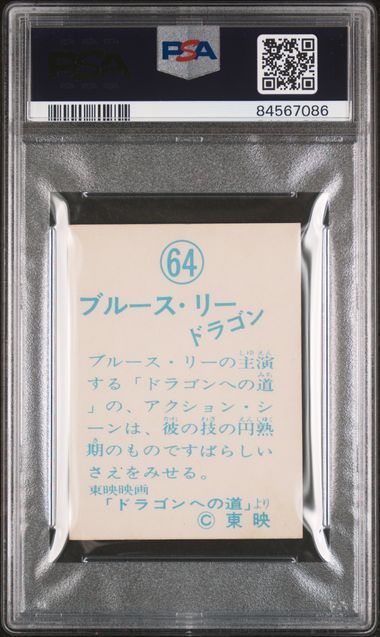 PSA
PSA
84567086
64
ブルース・リー
ドラゴン
ブルース・リーの主演
する「ドラゴンへの道
」の、アクション・シ
ーンは、彼の技の円熟
期のものですばらしい
さえをみせる。
東映映画
「ドラゴンへの道」より
© 東映